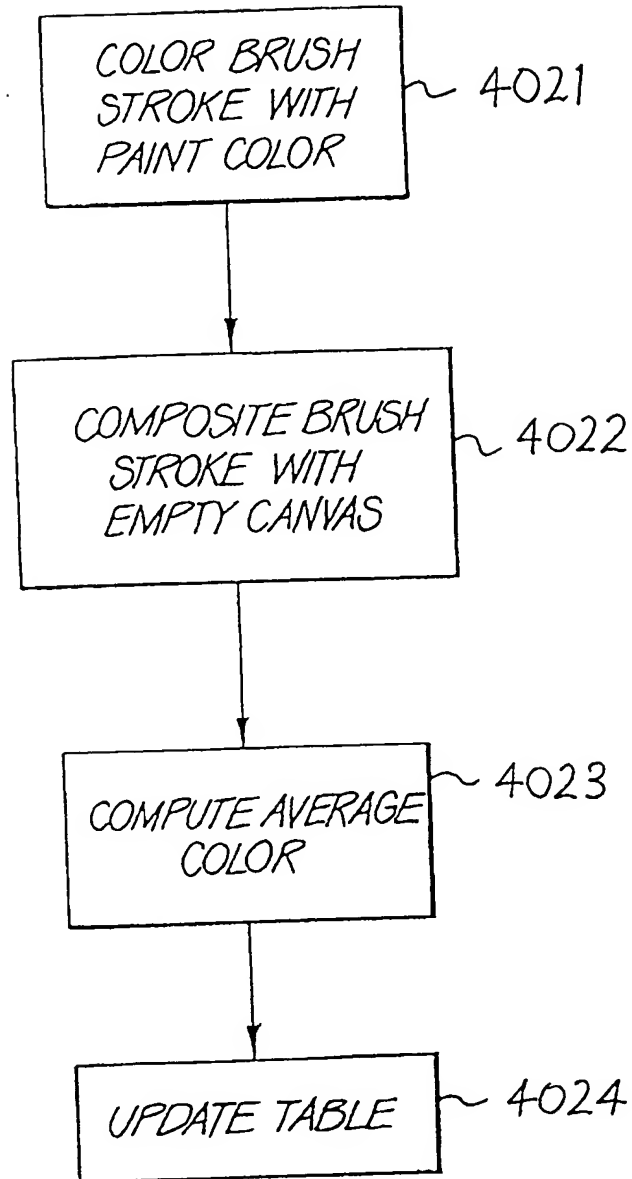 COLOR BRUSH
STROKE WITH
PAINT COLOR
4021
COMPOSITE BRUSH
STROKE WITH
EMPTY CANVAS
4022
COMPUTE AVERAGE
COLOR
4023
UPDATE TABLE
4024